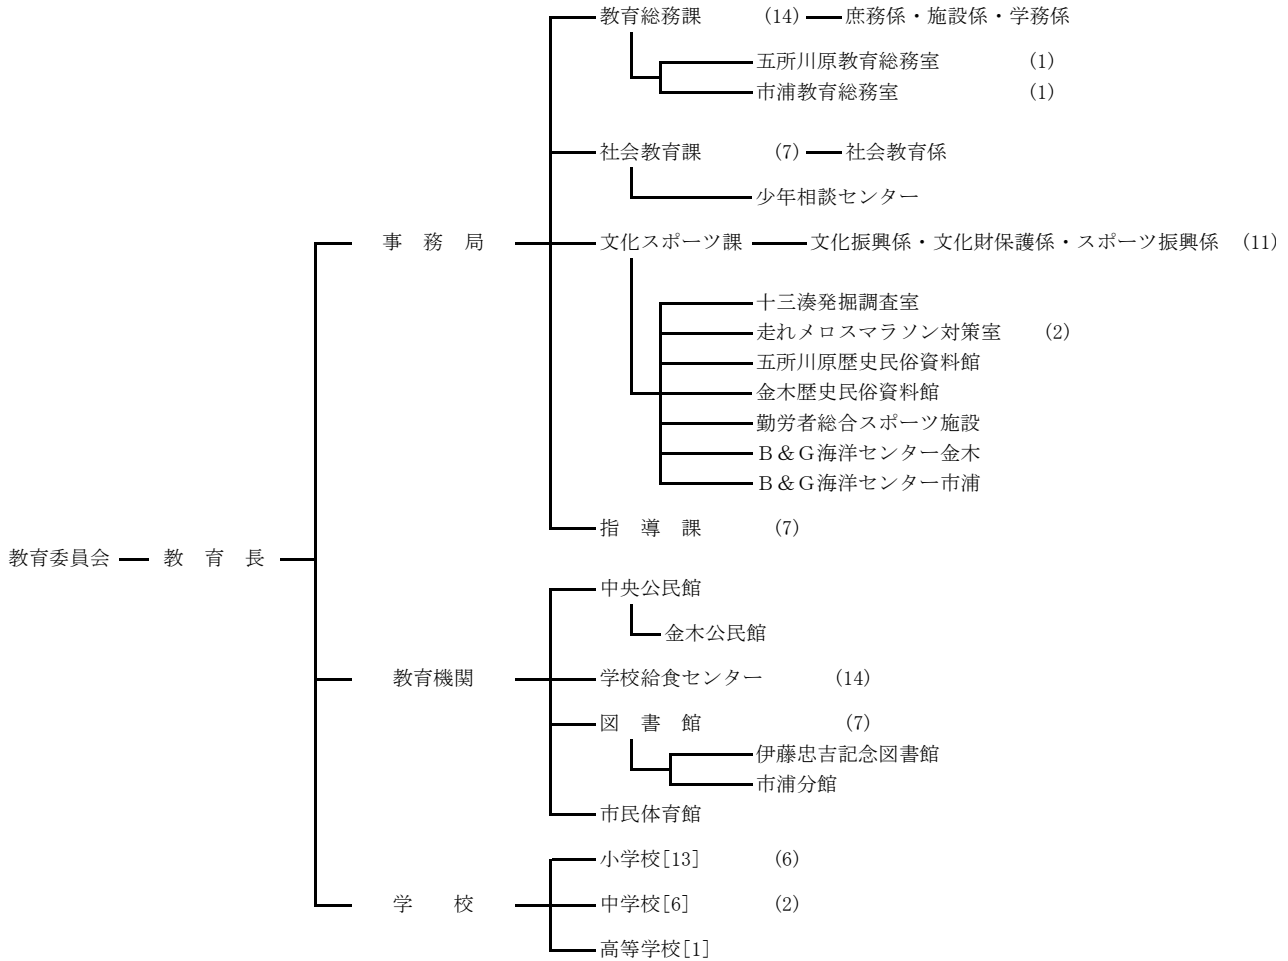 教育総務課 (14) 庶務係・施設係・学務係
五所川原教育総務室 (1)
市浦教育総務室 (1)
社会教育課 (7) 社会教育係
少年相談センター
事　務　局 文化スポーツ課 文化振興係・文化財保護係・スポーツ振興係 (11)
十三湊発掘調査室
走れメロスマラソン対策室 (2)
五所川原歴史民俗資料館
金木歴史民俗資料館
勤労者総合スポーツ施設
Ｂ＆Ｇ海洋センター金木
Ｂ＆Ｇ海洋センター市浦
指　導　課 (7)
教育委員会 教　育　長
中央公民館
金木公民館
教育機関 学校給食センター (14)
図　書　館 (7)
伊藤忠吉記念図書館
市浦分館
市民体育館
小学校[13] (6)
学　　校 中学校[6] (2)
高等学校[1]